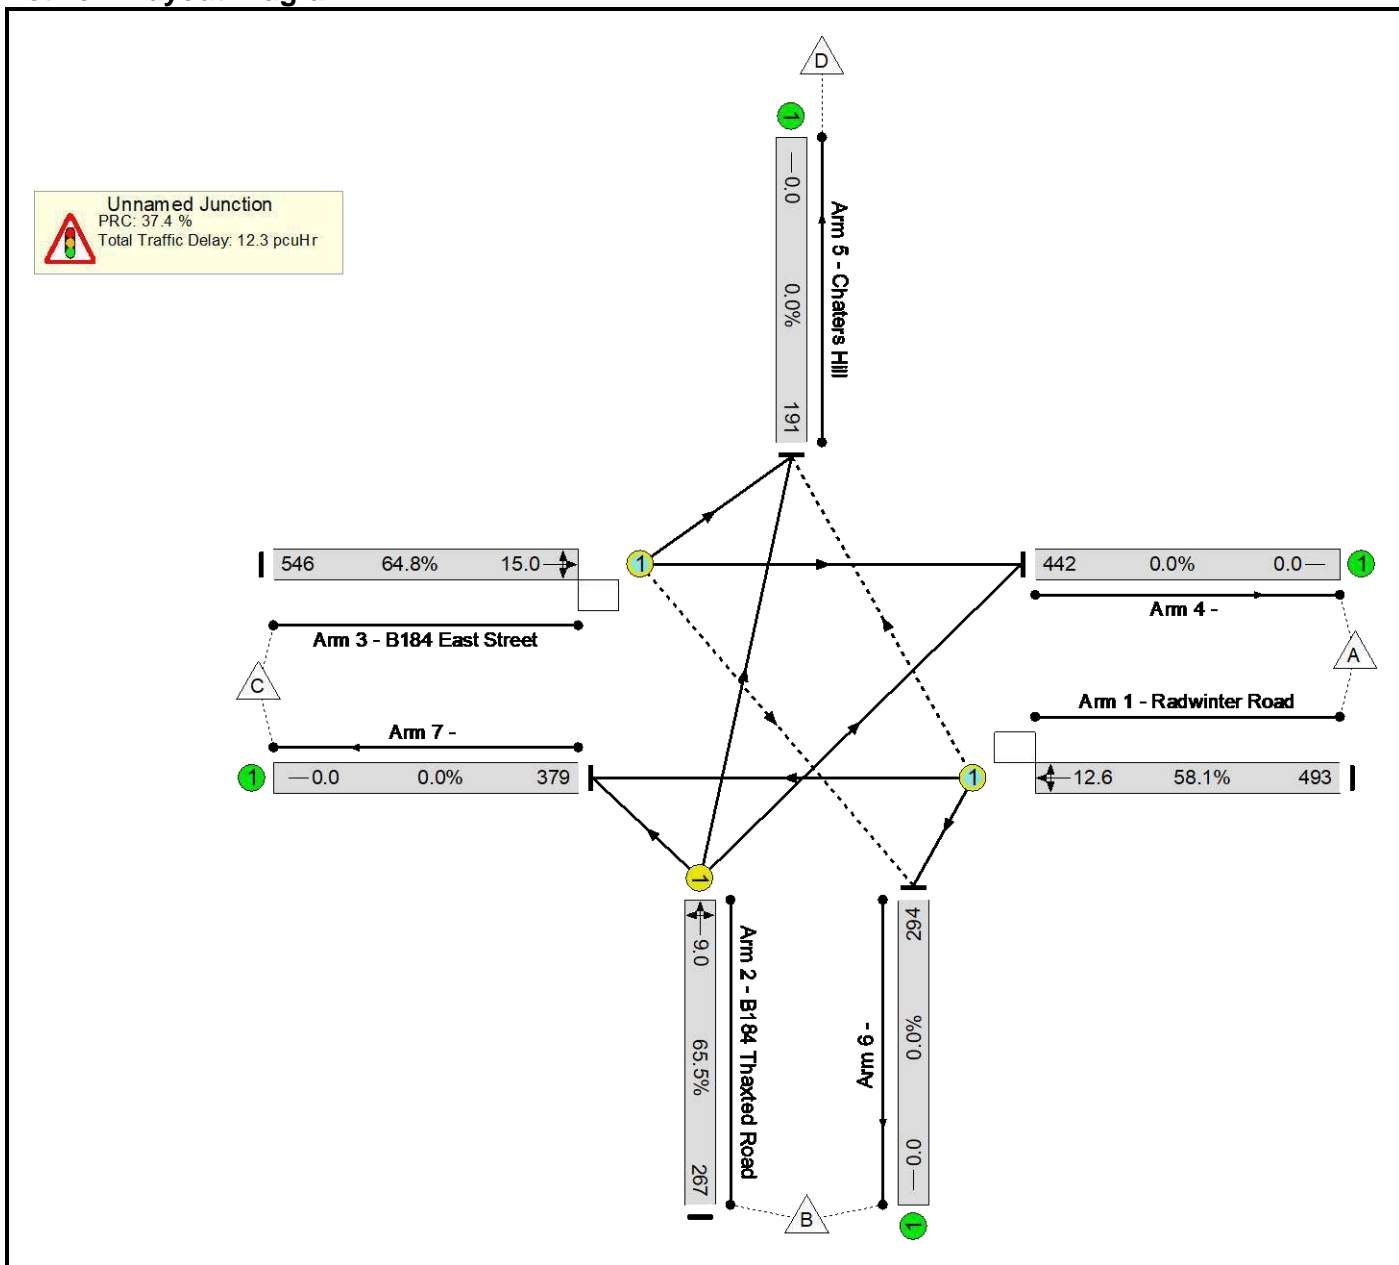 D
1
Unnamed Junction
PRC: 37.4 %
Total Traffic Delay: 12.3 pcuHr
0.0
0.0%
191
Arm 5 - Chaters Hill
546 64.8% 15.0
1
442 0.0% 0.0
1
Arm 4 -
Arm 3 - B184 East Street
A
C
Arm 1 - Radwinter Road
Arm 7 -
1
0.0 0.0% 379
1
12.6 58.1% 493
1
9.0
65.5%
267
Arm 2 - B184 Thaxted Road
Arm 6 -
294
0.0%
0.0
B
1